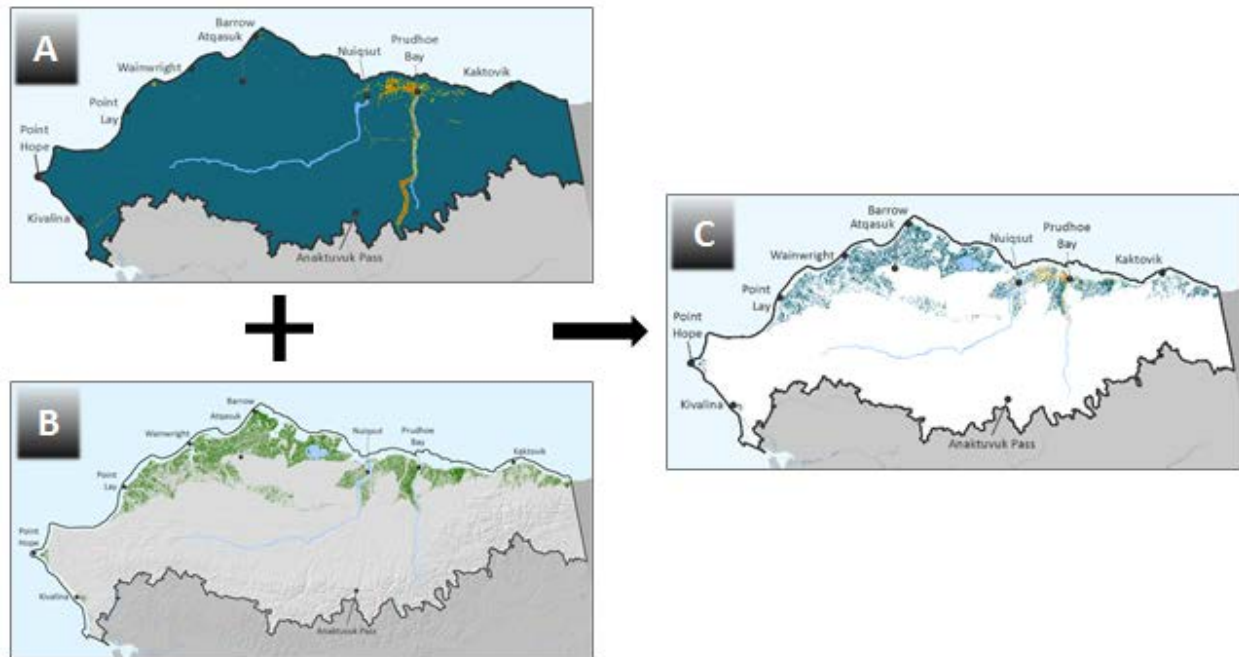 A
Barrow
Atqasuk
Wainwright
Point
Lay
Point
Hope
Kivalina
Nuiqsut
Prudhoe
Bay
Kaktovik
Anaktuvuk Pass
B
Barrow
Atqasuk
Wainwright
Point
Lay
Point
Hope
Kivalina
Nuiqsut
Prudhoe
Bay
Kaktovik
Anaktuvuk Pass
C
Barrow
Atqasuk
Wainwright
Point
Lay
Point
Hope
Kivalina
Nuiqsut
Prudhoe
Bay
Kaktovik
Anaktuvuk Pass